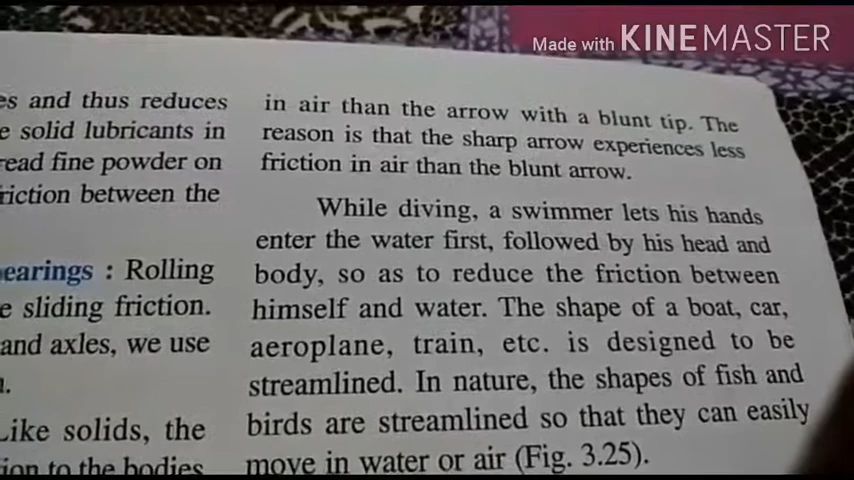 Made with KINEMASTER
es and thus reduces
e solid lubricants in
read fine powder on
riction between the
earings : Rolling
e sliding friction.
and axles, we use
Like solids, the
ion to the bodies
in air than the arrow with a blunt tip. The
reason is that the sharp arrow experiences less
friction in air than the blunt arrow.
While diving, a swimmer lets his hands
enter the water first, followed by his head and
body, so as to reduce the friction between
himself and water. The shape of a boat, car,
aeroplane, train, etc. is designed to be
streamlined. In nature, the shapes of fish and
birds are streamlined so that they can easily
move in water or air (Fig. 3.25).